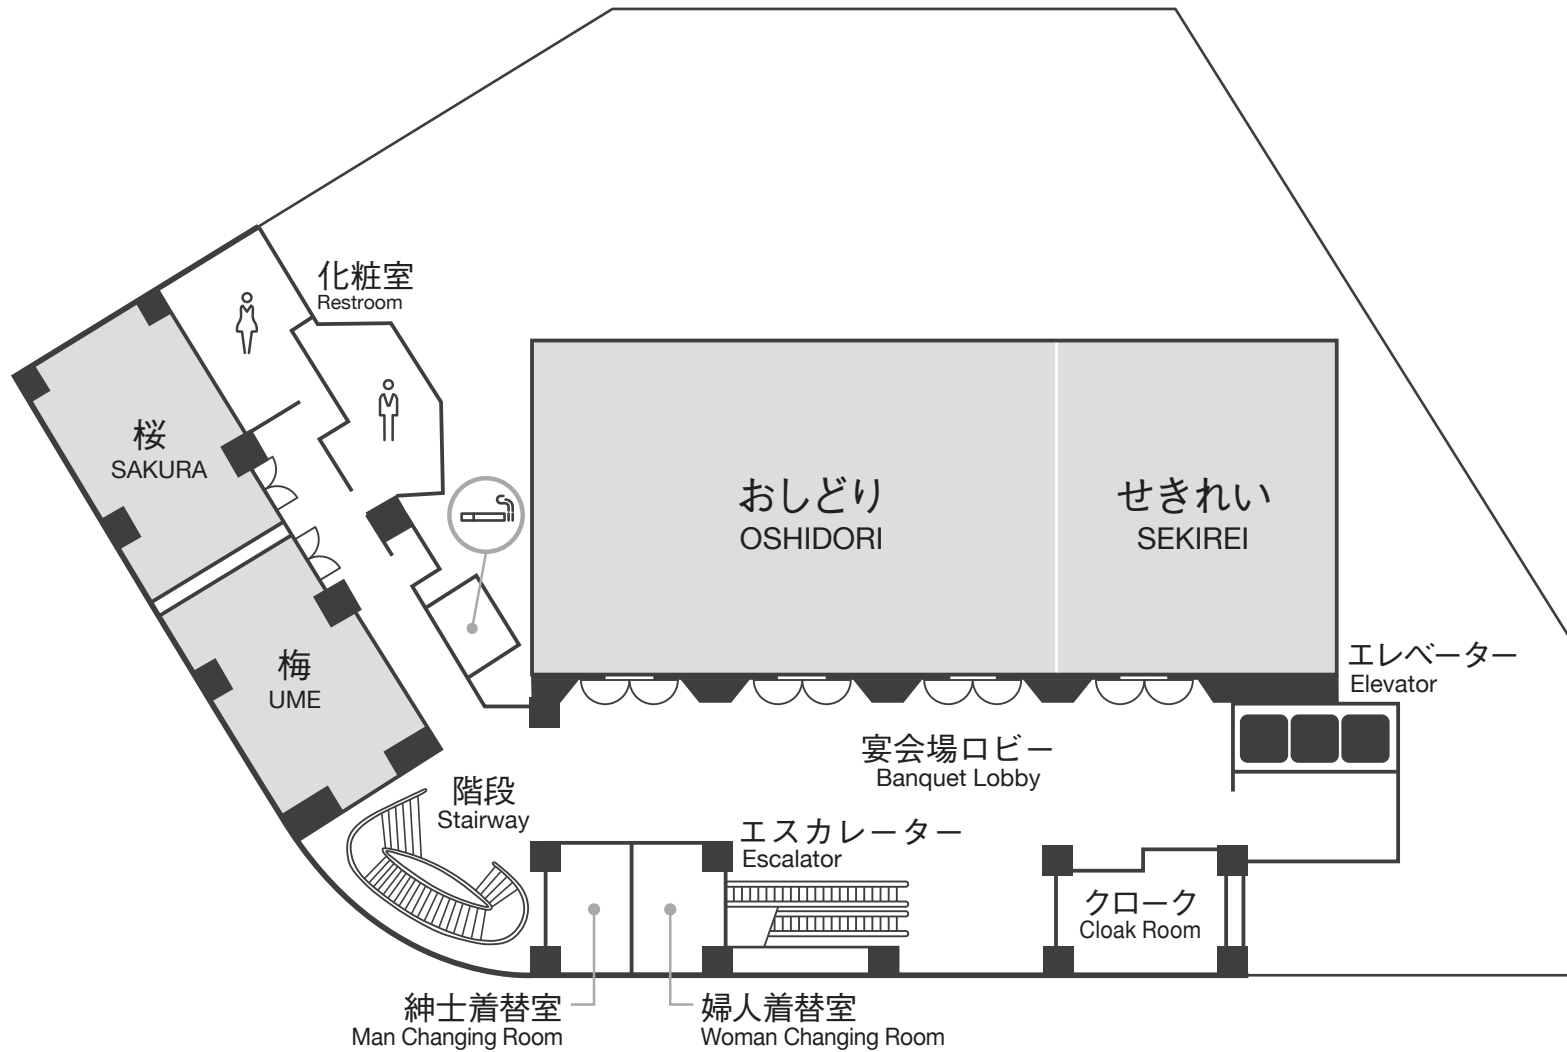 化粧室
Restroom
桜
SAKURA
おしどり
OSHIDORI
せきれい
SEKIREI
梅
UME
エレベーター
Elevator
宴会場ロビー
Banquet Lobby
階段
Stairway
エスカレーター
Escalator
クローク
Cloak Room
紳士着替室
Man Changing Room
婦人着替室
Woman Changing Room